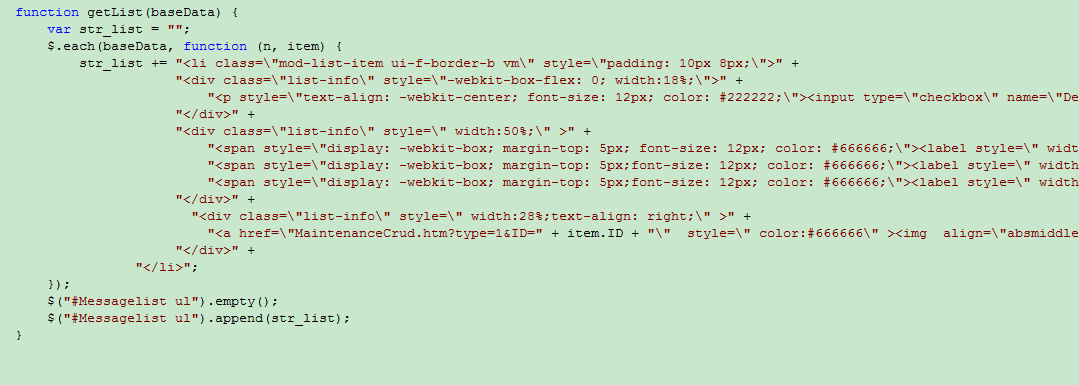 function getList(baseData) {
var str_list = "";
$.each(baseData, function (n, item) {
str_list += "<li class=\"mod-list-item ui-f-border-b vm\" style=\"padding: 10px 8px;\">" +
"<div class=\"list-info\" style=\"-webkit-box-flex: 0; width:18%;\">" +
"<p style=\"text-align: -webkit-center; font-size: 12px; color: #222222;\"><input type=\"checkbox\" name=\"De
"</div>" +
"<div class=\"list-info\" style=\" width:50%;\" >" +
"<span style=\"display: -webkit-box; margin-top: 5px; font-size: 12px; color: #666666;\"><label style=\" widt
"<span style=\"display: -webkit-box; margin-top: 5px;font-size: 12px; color: #666666;\"><label style=\" width
"<span style=\"display: -webkit-box; margin-top: 5px;font-size: 12px; color: #666666;\"><label style=\" width
"</div>" +
"<div class=\"list-info\" style=\" width:28%;text-align: right;\" >" +
"<a href=\"MaintenanceCrud.htm?type=1&ID=" + item.ID + "\"  style=\" color:#666666\" ><img  align=\"absmiddle
"</div>" +
"</li>";
});
$("#Messagelist ul").empty();
$("#Messagelist ul").append(str_list);
}